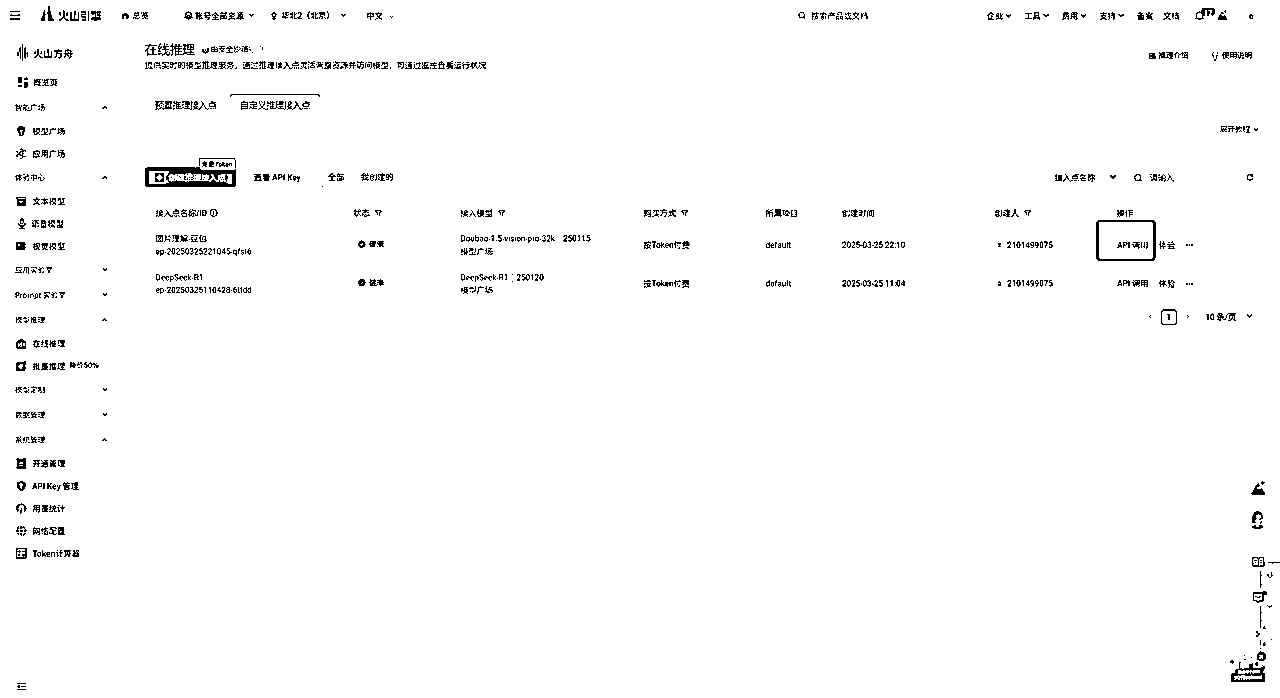 火山引擎 总览 账号全部资源 华北2（北京） 中文 搜索产品或文档 企业 工具 费用 支持 备案 文档 17
火山方舟
概览页
智能广场
模型广场
应用广场
体验中心
文本模型
语音模型
视觉模型
应用实验室
Prompt 实验室
模型推理
在线推理
批量推理 降价50%
模型定制
数据管理
系统管理
开通管理
API Key 管理
用量统计
网络配置
Token计算器
在线推理
提供实时的模型推理服务，通过推理接入点灵活调整资源并访问模型，可通过监控查看运行状况
推理介绍 使用说明
预置推理接入点 自定义推理接入点
展开教程
免费Token
创建推理接入点 查看 API Key 全部 我创建的 接入点名称 请输入
接入点名称/ID 状态 接入模型 购买方式 所属项目 创建时间 创建人 操作
图片理解-豆包 健康 Doubao-1.5-vision-pro-32k 250115 按Token付费 default 2025-03-25 22:10 2101499075 API 调用 体验 ···
ep-20250325221045-qfsl6 模型广场
DeepSeek-R1 健康 DeepSeek-R1 | 250120 按Token付费 default 2025-03-25 11:04 2101499075 API 调用 体验 ···
模型广场
1 10 条/页